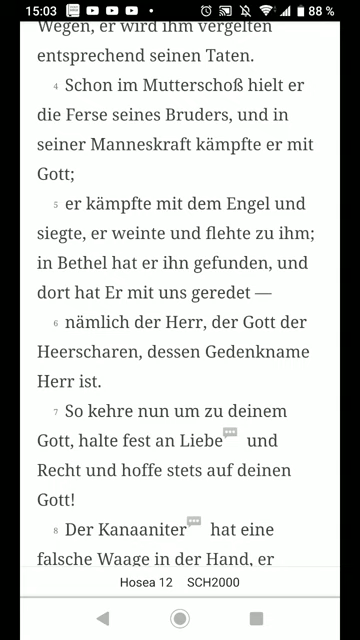 15:03
88 %
Wegen, er wird ihm vergelten
entsprechend seinen Taten.
4 Schon im Mutterschoß hielt er
die Ferse seines Bruders, und in
seiner Manneskraft kämpfte er mit
Gott;
5 er kämpfte mit dem Engel und
siegte, er weinte und flehte zu ihm;
in Bethel hat er ihn gefunden, und
dort hat Er mit uns geredet —
6 nämlich der Herr, der Gott der
Heerscharen, dessen Gedenkname
Herr ist.
7 So kehre nun um zu deinem
Gott, halte fest an Liebe und
Recht und hoffe stets auf deinen
Gott!
8 Der Kanaaniter hat eine
falsche Waage in der Hand, er
Hosea 12 SCH2000